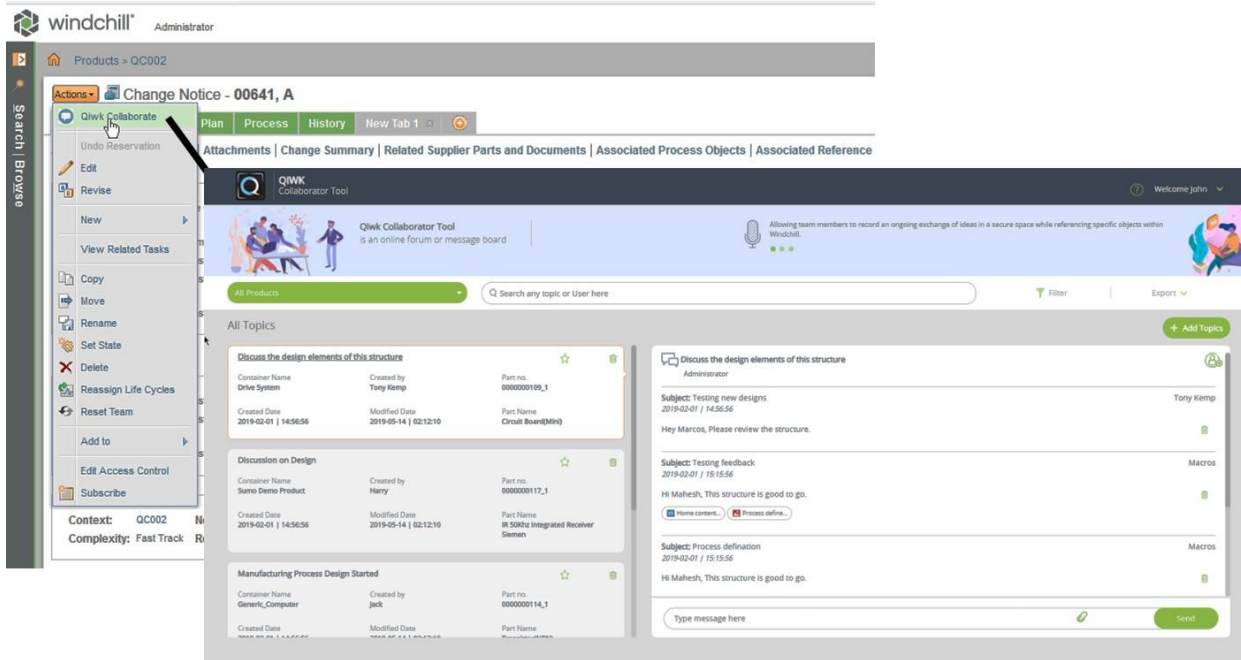 windchill®
Administrator
Products > QC002
Search | Browse
Actions
Change Notice - 00641, A
Plan
Process
History
New Tab 1
Attachments | Change Summary | Related Supplier Parts and Documents | Associated Process Objects | Associated Reference
Qiwk Collaborate
Undo Reservation
Edit
Revise
New
View Related Tasks
Copy
Move
Rename
Set State
Delete
Reassign Life Cycles
Reset Team
Add to
Edit Access Control
Subscribe
Context: QC002
Complexity: Fast Track
QIWK
Collaborator Tool
Welcome John
Qiwk Collaborator Tool
is an online forum or message board
Allowing team members to record an ongoing exchange of ideas in a secure space while referencing specific objects within
Windchill.
All Products
Search any topic or User here
Filter
Export
All Topics
+ Add Topics
Discuss the design elements of this structure
Container Name Created by Part no.
Drive System Tony Kemp 0000000109_1
Created Date Modified Date Part Name
2019-02-01 | 14:56:56 2019-05-14 | 02:12:10 Circuit Board(Mini)
Discussion on Design
Container Name Created by Part no.
Sumo Demo Product Harry 0000000117_1
Created Date Modified Date Part Name
2019-02-01 | 14:56:56 2019-05-14 | 02:12:10 IR 50Khz Integrated Receiver
Siemen
Manufacturing Process Design Started
Container Name Created by Part no.
Generic_Computer Jack 0000000114_1
Created Date Modified Date Part Name
Discuss the design elements of this structure
Administrator
Subject: Testing new designs Tony Kemp
2019-02-01 / 14:56:56
Hey Marcos, Please review the structure.
Subject: Testing feedback Macros
2019-02-01 / 15:15:56
Hi Mahesh, This structure is good to go.
Home content... Process define...
Subject: Process defination Macros
2019-02-01 / 15:15:56
Hi Mahesh, This structure is good to go.
Type message here
Send